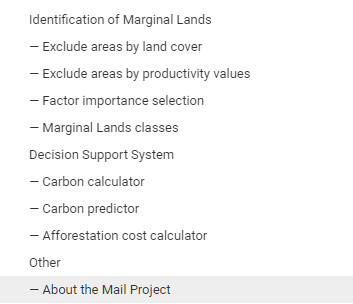 Identification of Marginal Lands
— Exclude areas by land cover
— Exclude areas by productivity values
— Factor importance selection
— Marginal Lands classes
Decision Support System
— Carbon calculator
— Carbon predictor
— Afforestation cost calculator
Other
— About the Mail Project